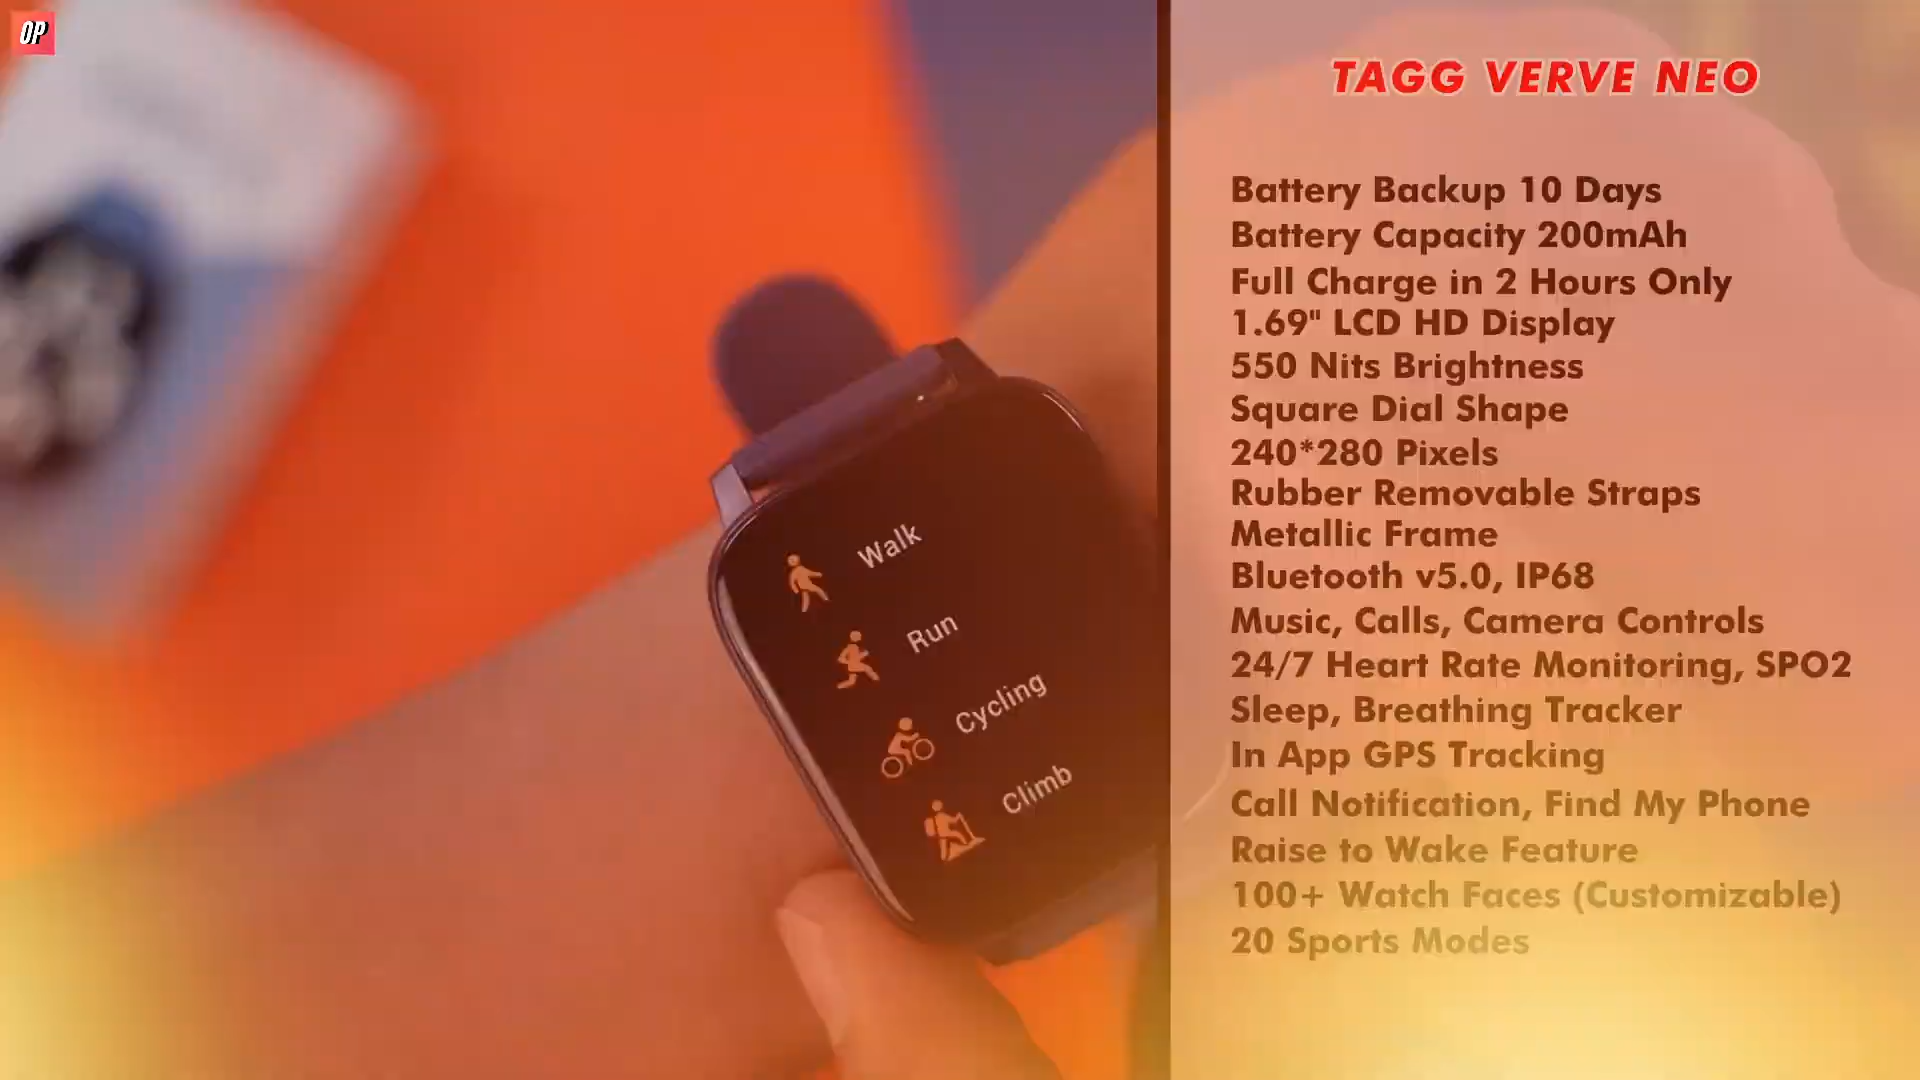 OP
TAGG VERVE NEO
Battery Backup 10 Days
Battery Capacity 200mAh
Full Charge in 2 Hours Only
1.69" LCD HD Display
550 Nits Brightness
Square Dial Shape
240*280 Pixels
Rubber Removable Straps
Metallic Frame
Bluetooth v5.0, IP68
Music, Calls, Camera Controls
24/7 Heart Rate Monitoring, SPO2
Sleep, Breathing Tracker
In App GPS Tracking
Call Notification, Find My Phone
Raise to Wake Feature
100+ Watch Faces (Customizable)
20 Sports Modes
Walk
Run
Cycling
Climb